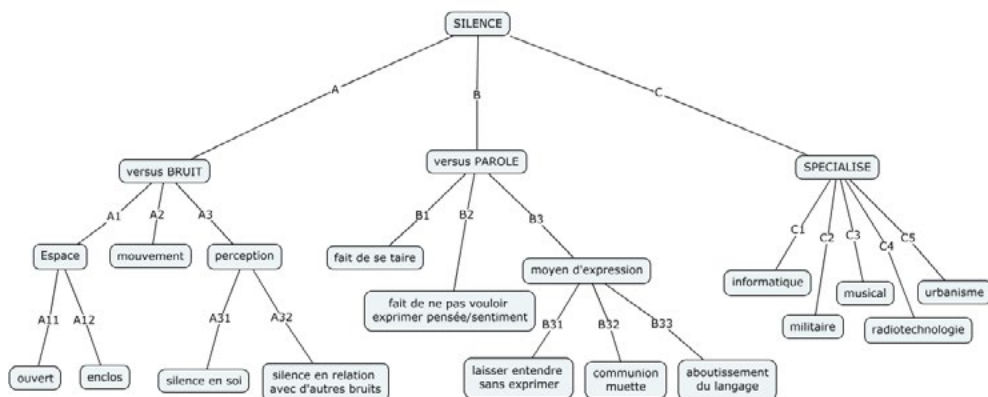 SILENCE
A
B
C
versus BRUIT
versus PAROLE
SPECIALISE
A1
A2
A3
B1
B2
B3
C1
C2
C3
C4
C5
Espace
mouvement
perception
fait de se taire
moyen d'expression
informatique
musical
urbanisme
fait de ne pas vouloir
exprimer pensée/sentiment
militaire
radiotechnologie
A11
A12
A31
A32
B31
B32
B33
ouvert
enclos
silence en soi
silence en relation
avec d'autres bruits
laisser entendre
sans exprimer
communion
muette
aboutissement
du langage